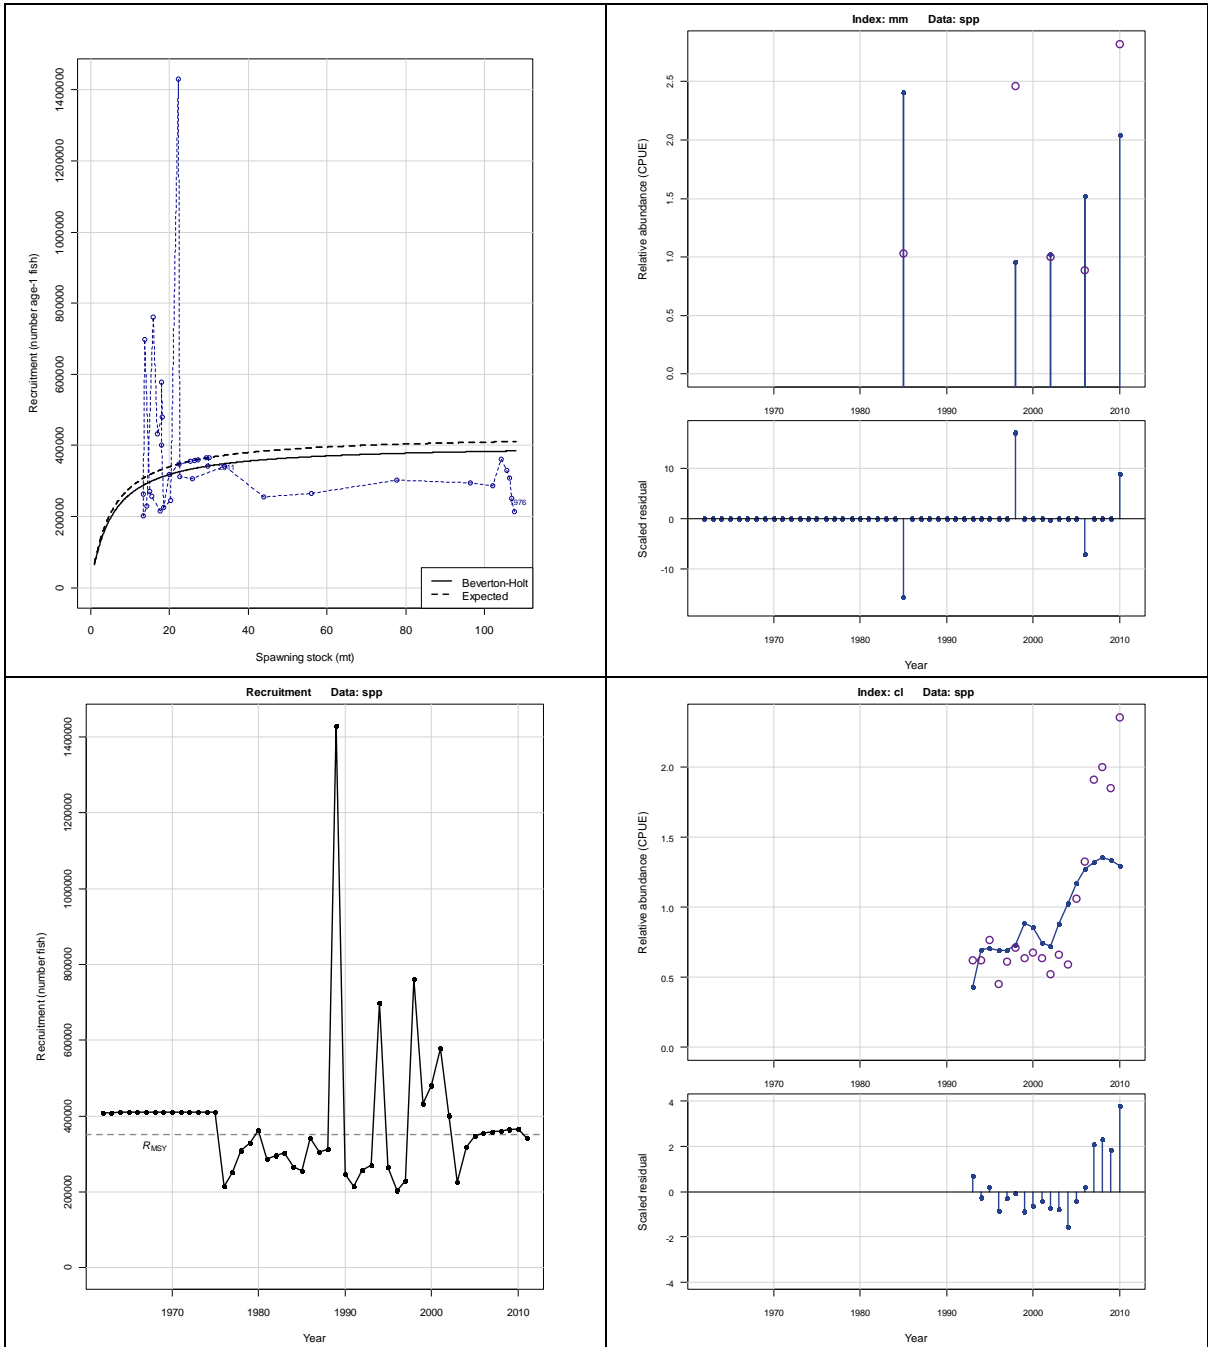 1400000
1200000
1000000
800000
600000
400000
200000
0
Recruitment (number age-1 fish)
976
Beverton-Holt
Expected
0 20 40 60 80 100
Spawning stock (mt)
Index: mm Data: spp
2.5
2.0
1.5
1.0
0.5
0.0
Relative abundance (CPUE)
1970 1980 1990 2000 2010
10
0
-10
Scaled residual
1970 1980 1990 2000 2010
Year
Recruitment Data: spp
1400000
1200000
1000000
800000
600000
400000
200000
0
Recruitment (number fish)
RMSY
1970 1980 1990 2000 2010
Year
Index: cl Data: spp
2.0
1.5
1.0
0.5
0.0
Relative abundance (CPUE)
1970 1980 1990 2000 2010
4
2
0
-2
-4
Scaled residual
1970 1980 1990 2000 2010
Year